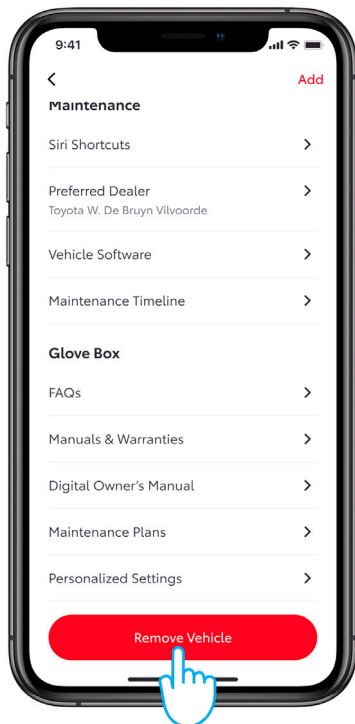 9:41
Add
Maintenance
Siri Shortcuts
Preferred Dealer
Toyota W. De Bruyn Vilvoorde
Vehicle Software
Maintenance Timeline
Glove Box
FAQs
Manuals & Warranties
Digital Owner's Manual
Maintenance Plans
Personalized Settings
Remove Vehicle